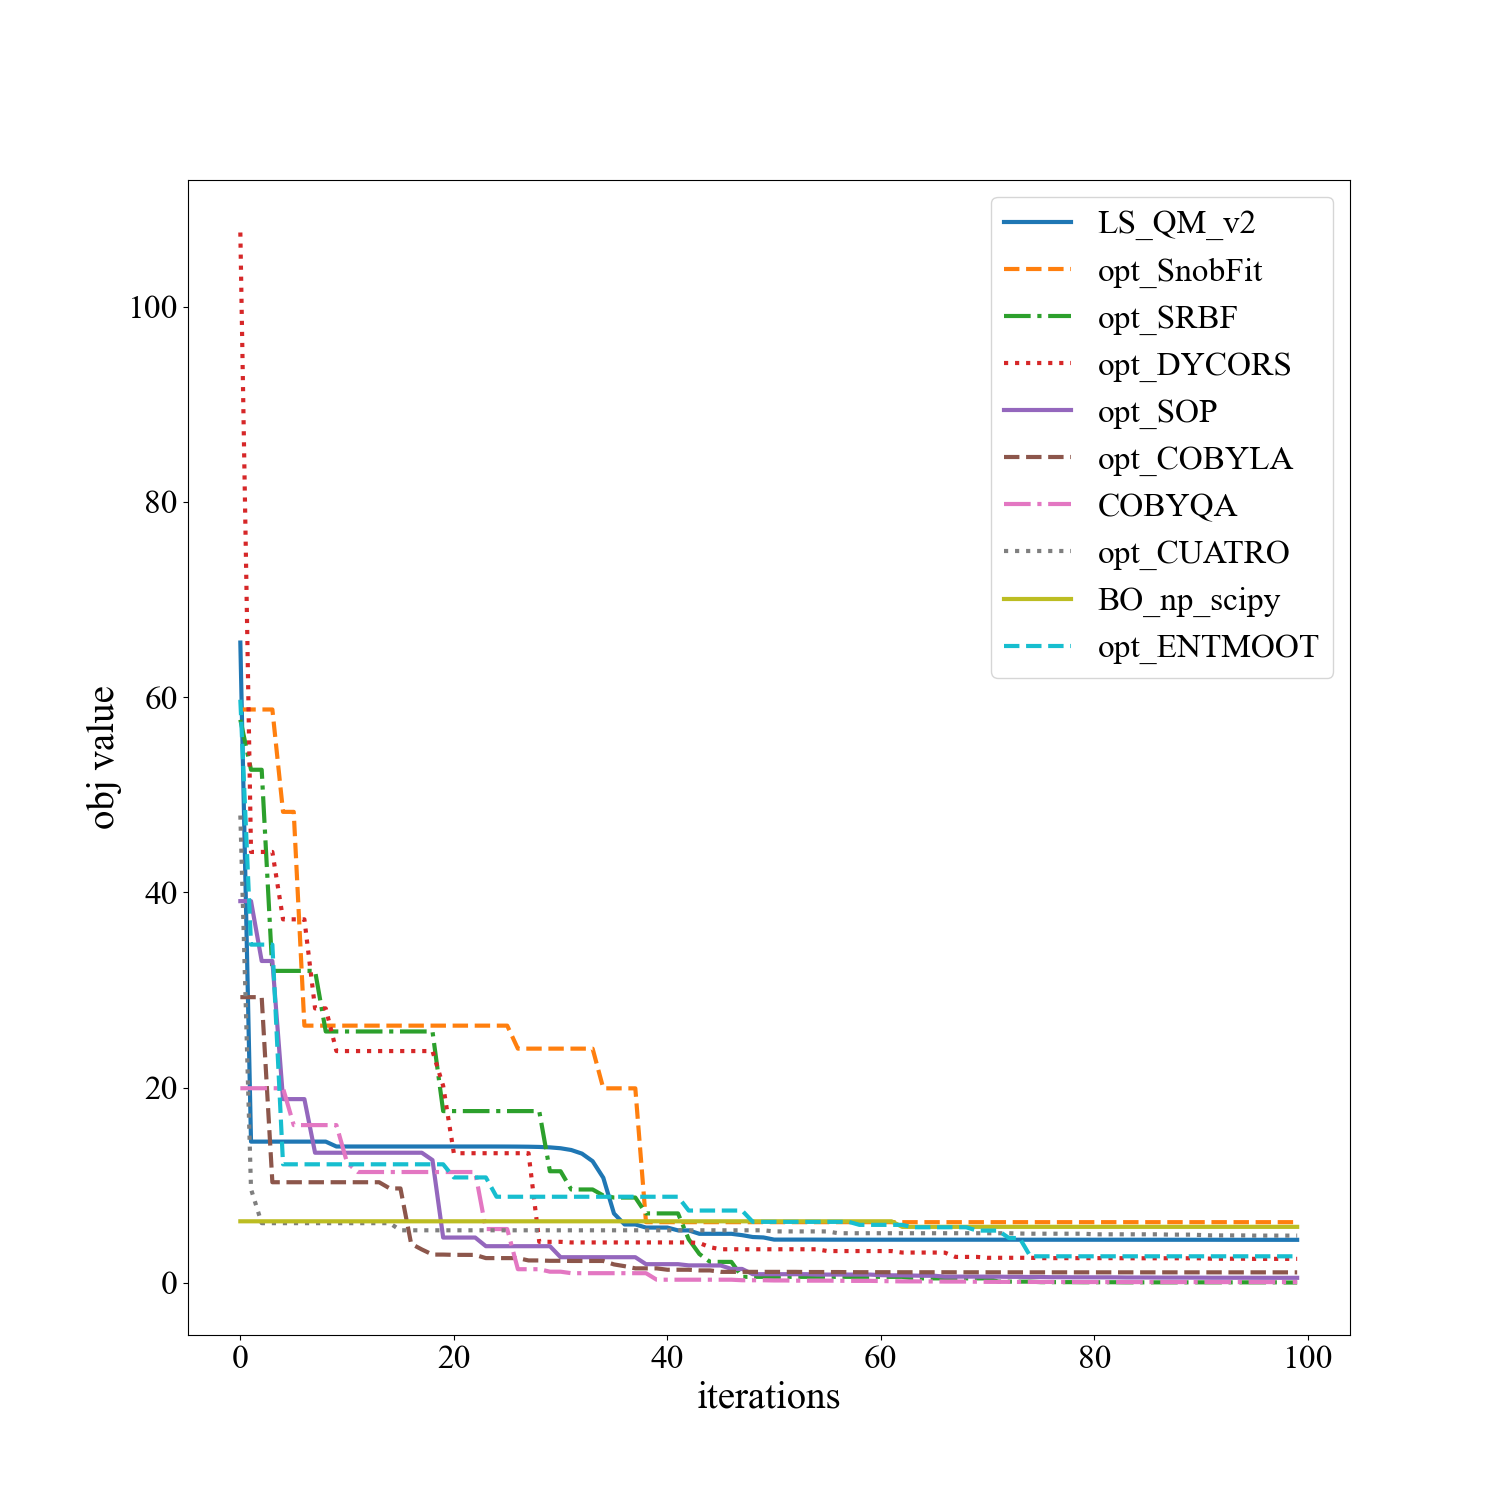 LS_QM_v2
opt_SnobFit
opt_SRBF
opt_DYCORS
opt_SOP
opt_COBYLA
COBYQA
opt_CUATRO
BO_np_scipy
opt_ENTMOOT
100
80
60
40
20
0
obj value
0 20 40 60 80 100
iterations